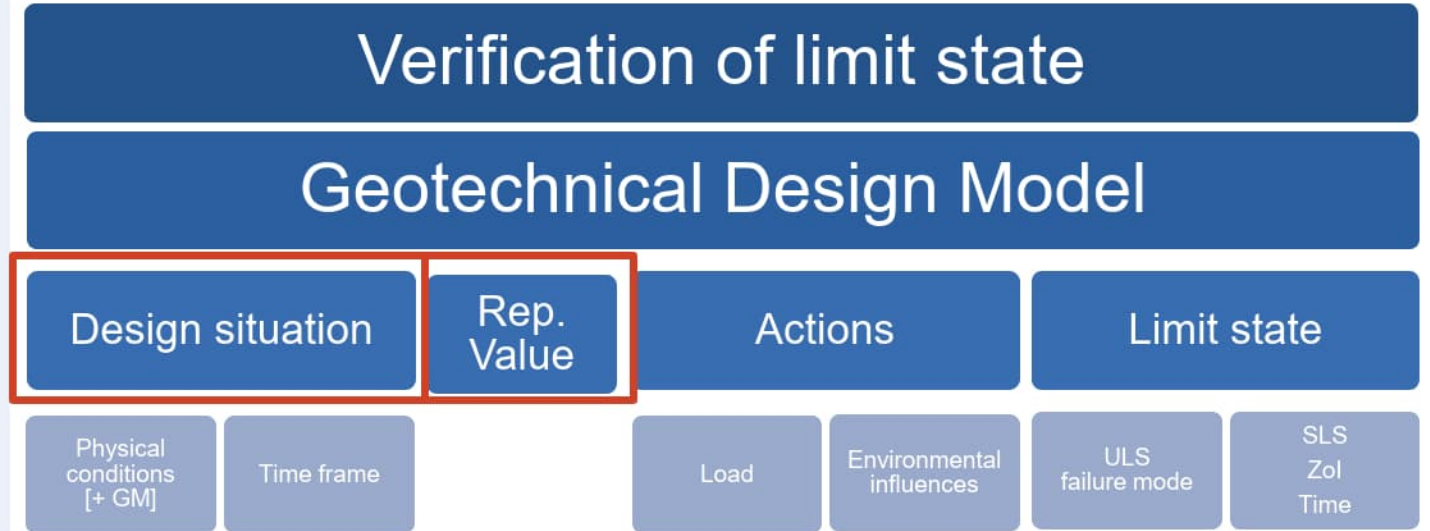 Verification of limit state
Geotechnical Design Model
Design situation
Rep.
Value
Actions
Limit state
Physical
conditions
[+ GM]
Time frame
Load
Environmental
influences
ULS
failure mode
SLS
ZoI
Time